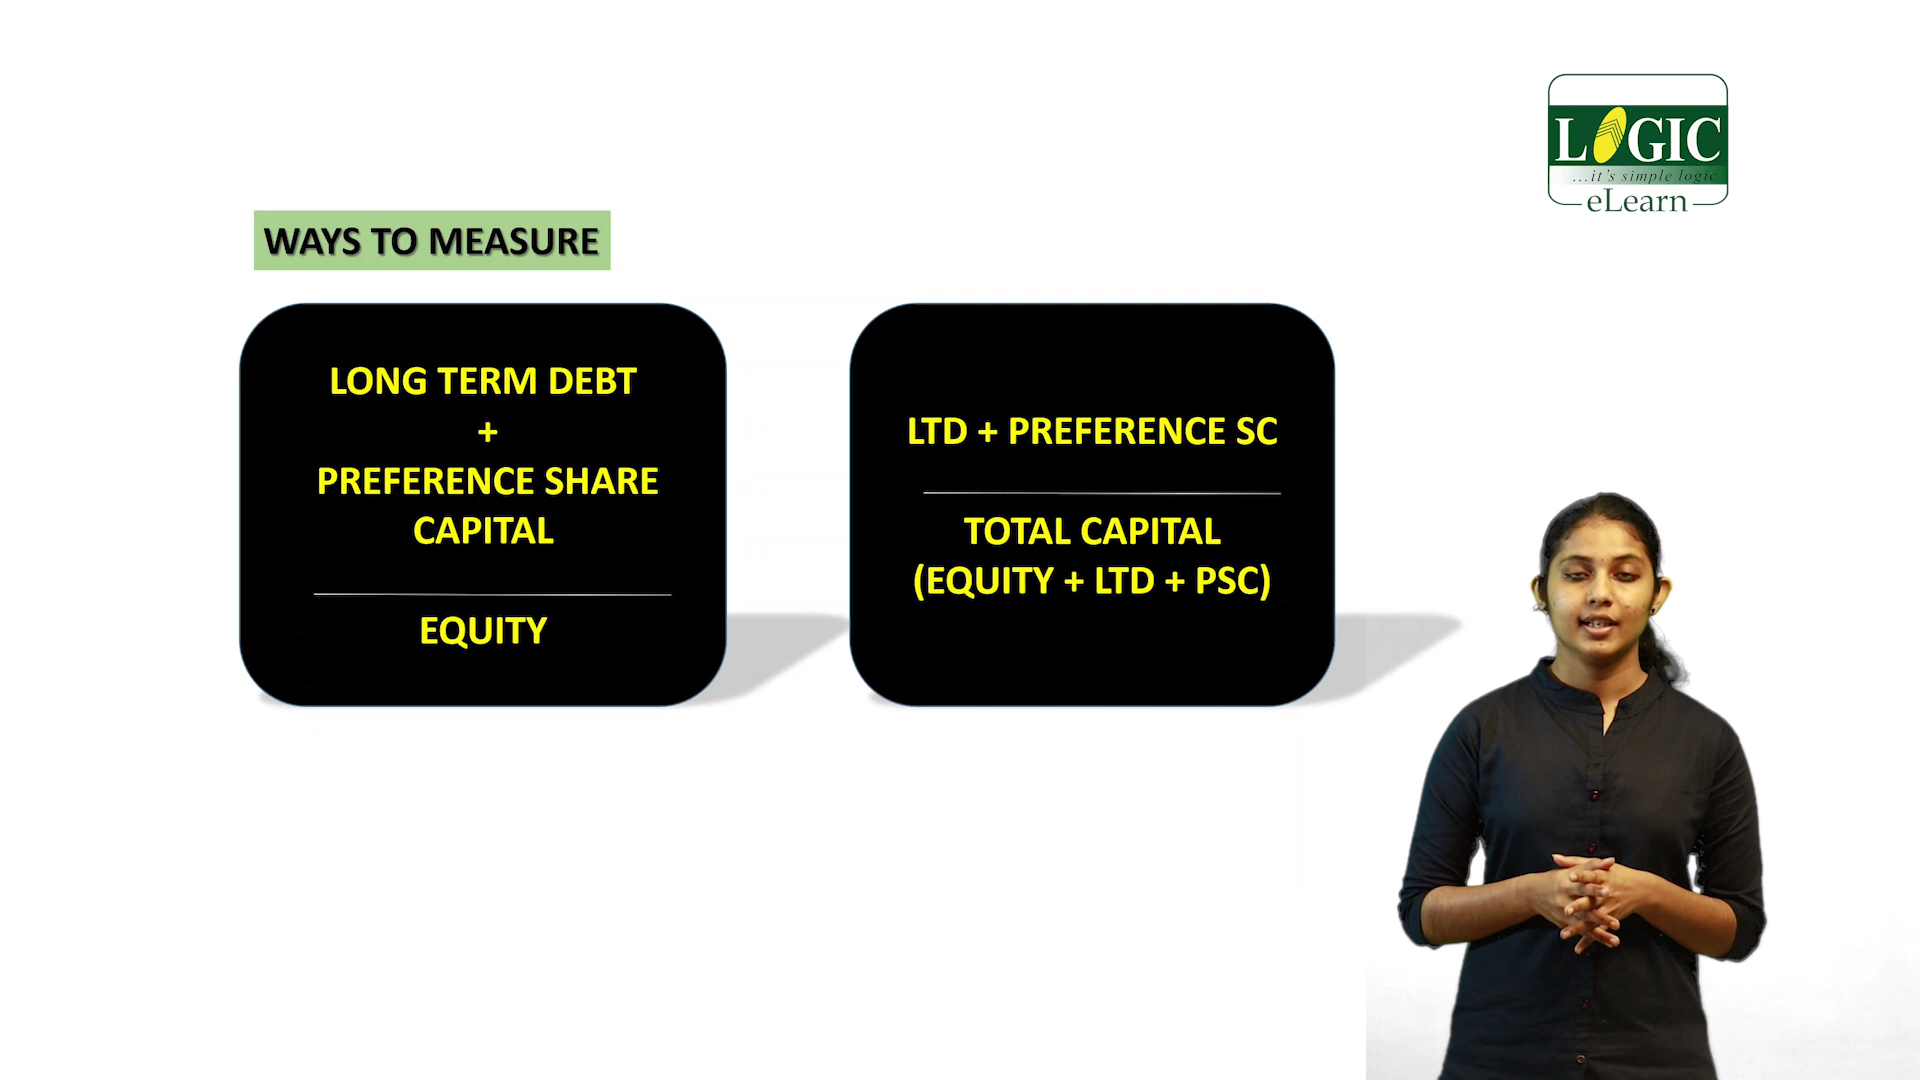 LOGIC
...it's simple logic
eLearn
WAYS TO MEASURE
LONG TERM DEBT
+
PREFERENCE SHARE
CAPITAL
EQUITY
LTD + PREFERENCE SC
TOTAL CAPITAL
(EQUITY + LTD + PSC)